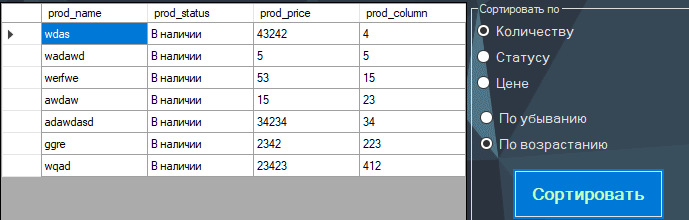 prod_name prod_status prod_price prod_column
wdas В наличии 43242 4
wadawd В наличии 5 5
werfwe В наличии 53 15
awdaw В наличии 15 23
adawdasd В наличии 34234 34
ggre В наличии 2342 223
wqad В наличии 23423 412
Сортировать по
Количеству
Статусу
Цене
По убыванию
По возрастанию
Сортировать